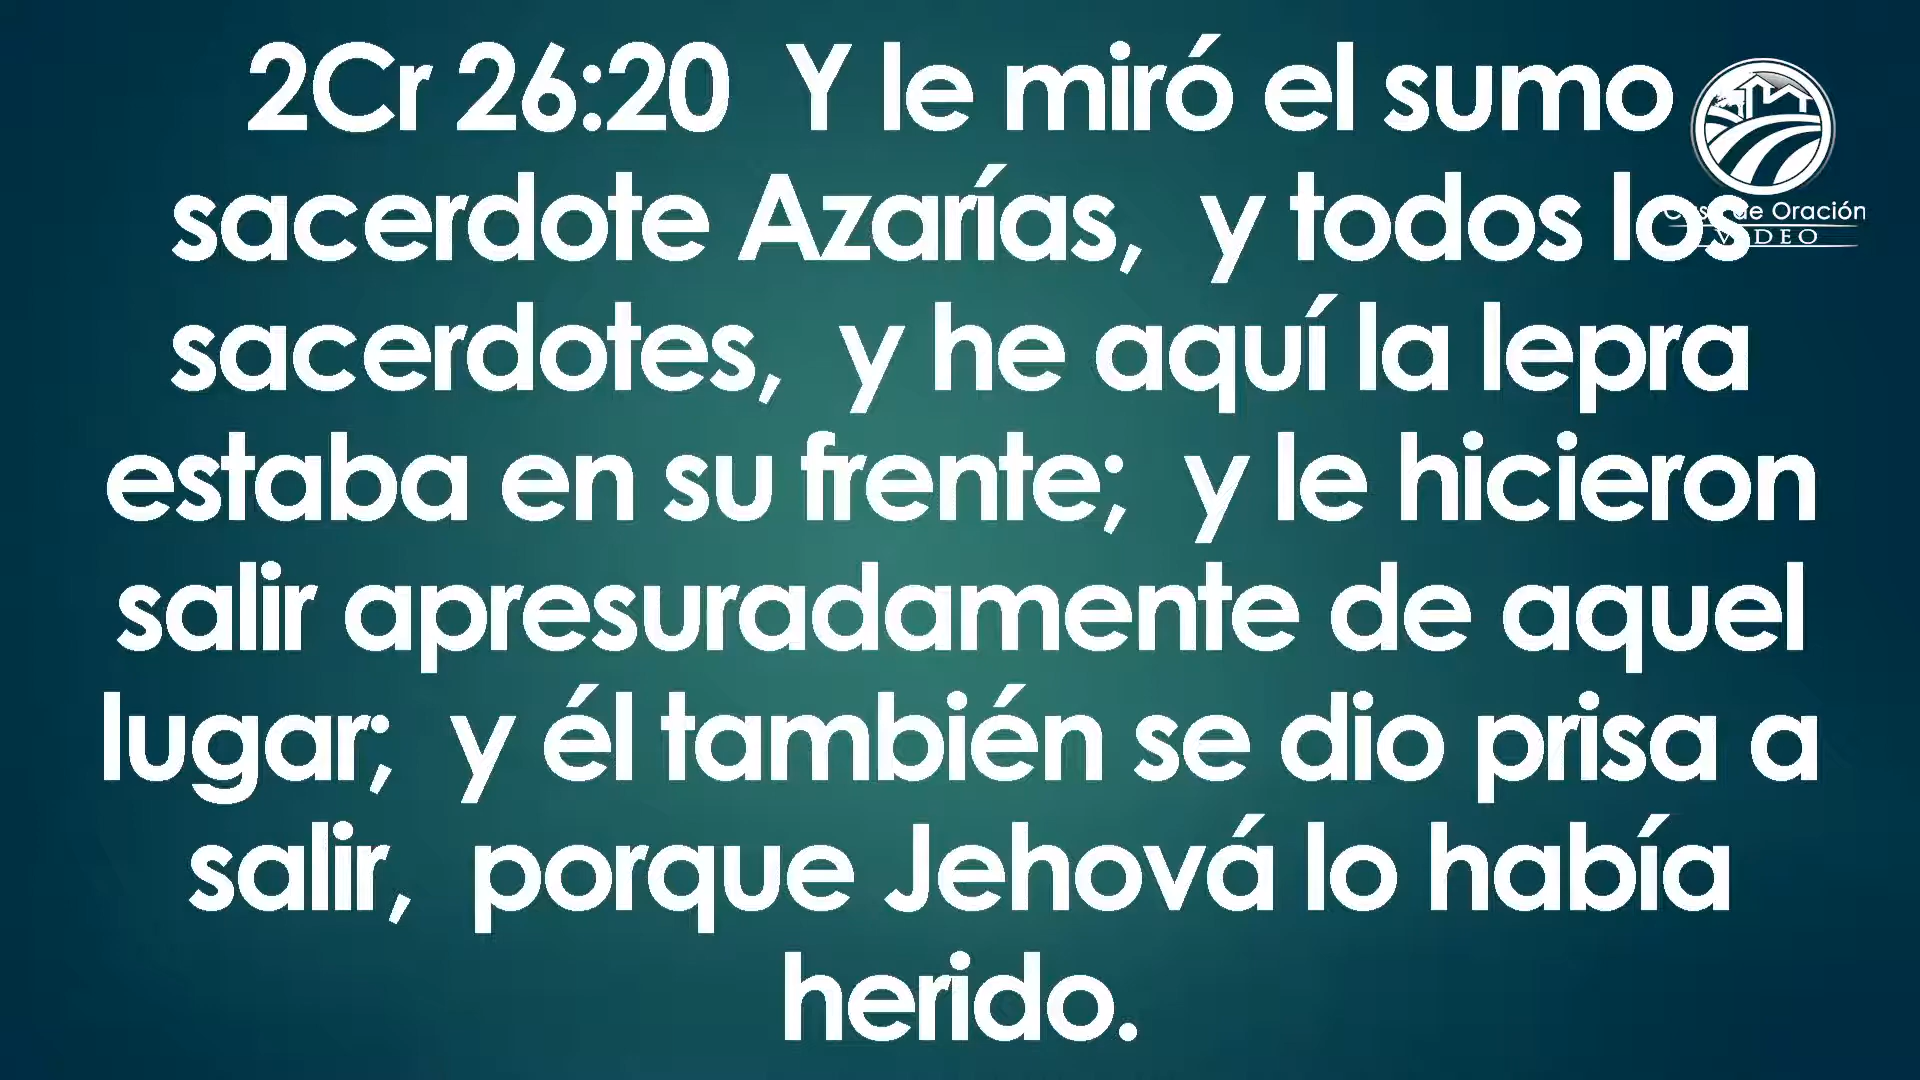 2Cr 26:20  Y le miró el sumo
sacerdote Azarías,  y todos los
sacerdotes,  y he aquí la lepra
estaba en su frente;  y le hicieron
salir apresuradamente de aquel
lugar;  y él también se dio prisa a
salir,  porque Jehová lo había
herido.
Casa de Oración
VIDEO